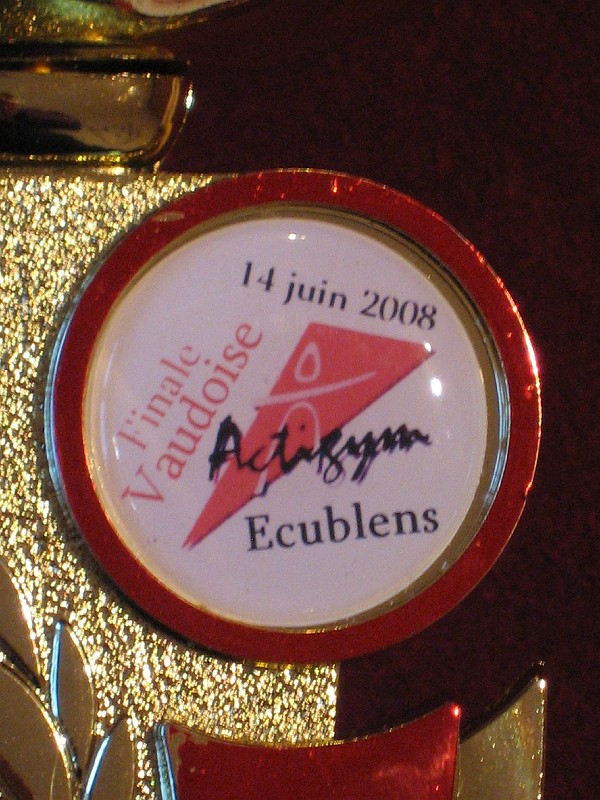 14 juin 2008
Finale
Vaudoise
Actigym
Ecublens